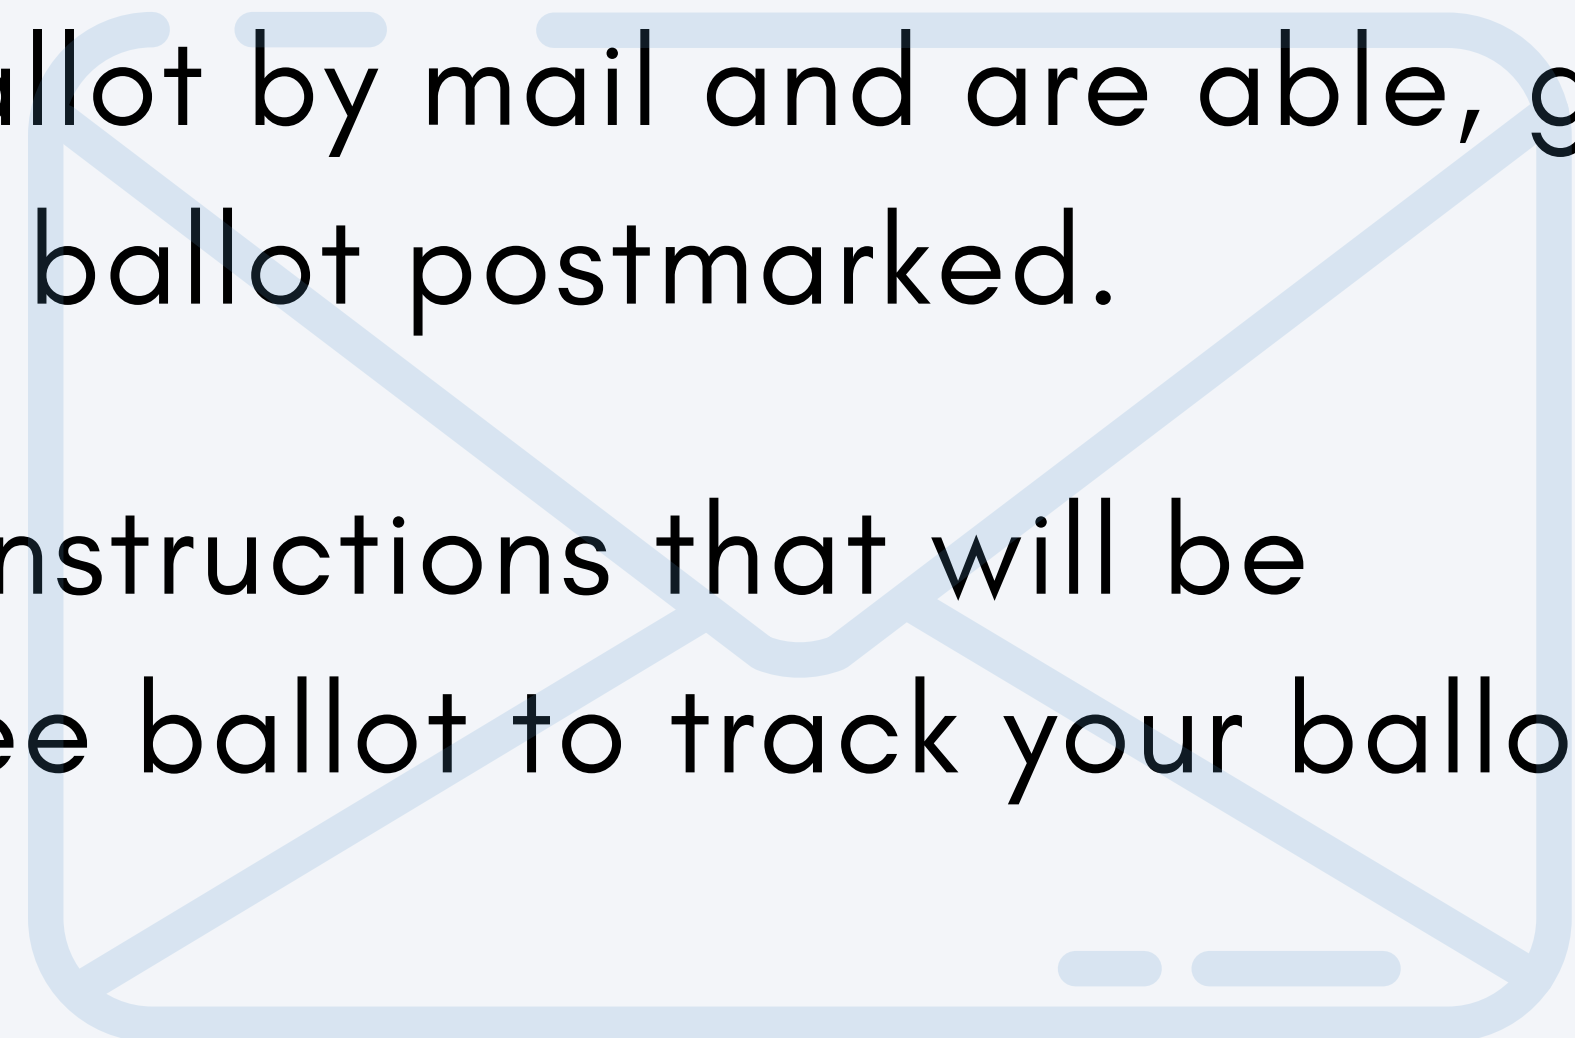 allot by mail and are able, g
ballot postmarked.
nstructions that will be
ee ballot to track your ballo